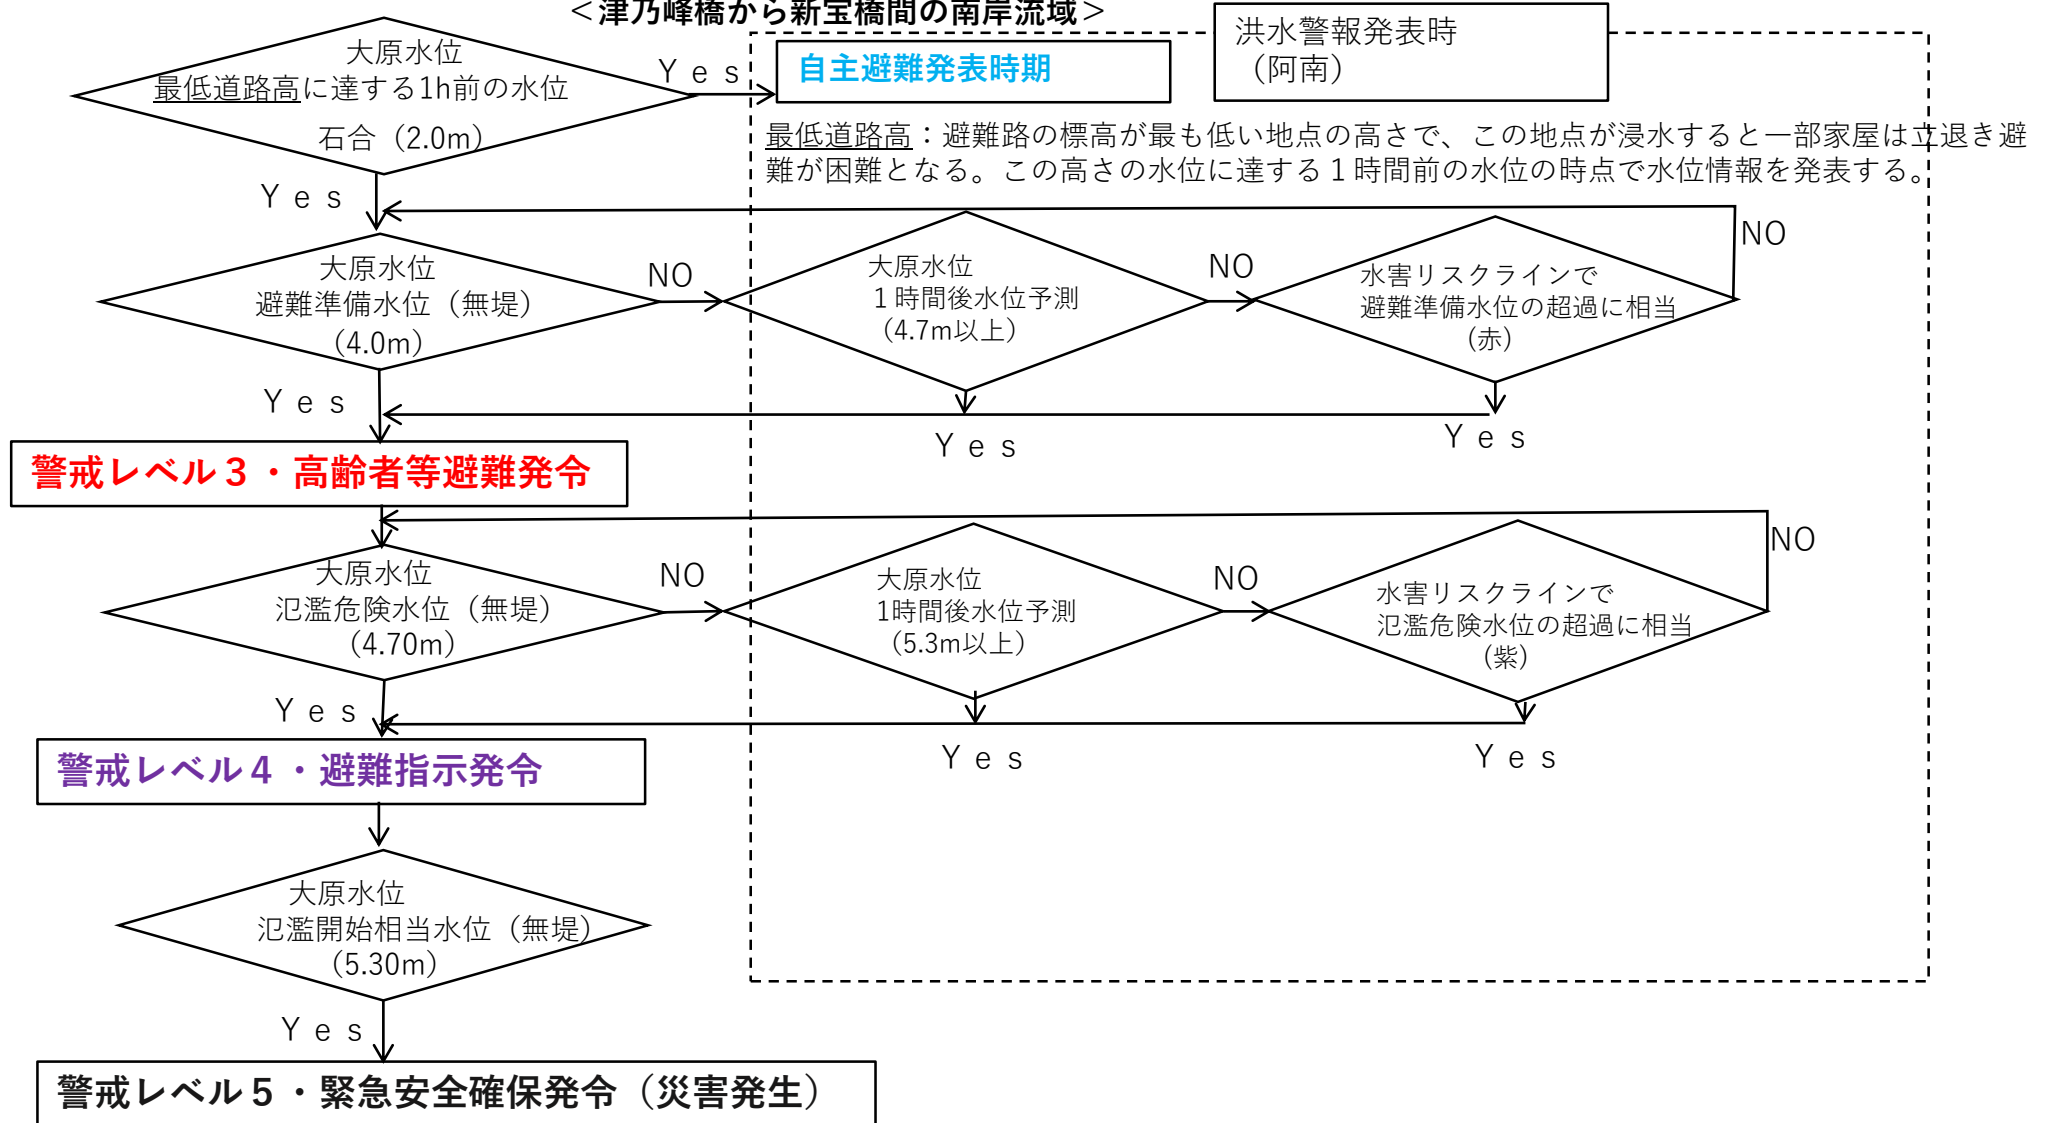 ＜津乃峰橋から新宝橋間の南岸流域＞
大原水位
最低道路高に達する1h前の水位
石合（2.0m）
Ｙｅｓ
自主避難発表時期
洪水警報発表時
（阿南）
最低道路高：避難路の標高が最も低い地点の高さで、この地点が浸水すると一部家屋は立退き避
難が困難となる。この高さの水位に達する１時間前の水位の時点で水位情報を発表する。
Ｙｅｓ
大原水位
避難準備水位（無堤）
（4.0m）
NO
大原水位
１時間後水位予測
（4.7m以上）
NO
水害リスクラインで
避難準備水位の超過に相当
（赤）
NO
Ｙｅｓ
Ｙｅｓ
Ｙｅｓ
警戒レベル３・高齢者等避難発令
大原水位
氾濫危険水位（無堤）
（4.70m）
NO
大原水位
1時間後水位予測
（5.3m以上）
NO
水害リスクラインで
氾濫危険水位の超過に相当
（紫）
NO
Ｙｅｓ
Ｙｅｓ
Ｙｅｓ
警戒レベル４・避難指示発令
大原水位
氾濫開始相当水位（無堤）
（5.30m）
Ｙｅｓ
警戒レベル５・緊急安全確保発令（災害発生）